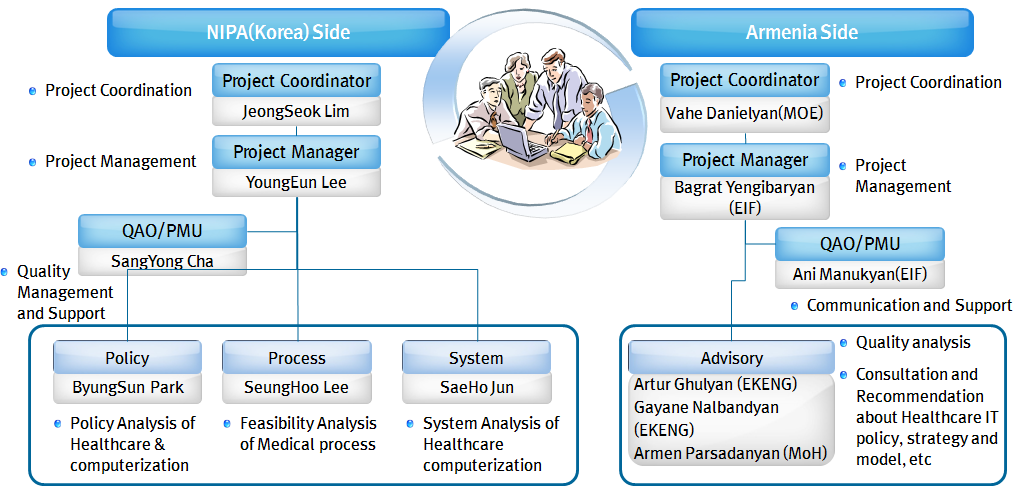 NIPA(Korea) Side
Project Coordination
Project Coordinator
JeongSeok Lim
Project Management
Project Manager
YoungEun Lee
QAO/PMU
SangYong Cha
Quality
Management
and Support
Policy
ByungSun Park
Policy Analysis of
Healthcare &
computerization
Process
SeungHoo Lee
Feasibility Analysis
of Medical process
System
SaeHo Jun
System Analysis of
Healthcare
computerization
Armenia Side
Project Coordinator
Vahe Danielyan(MOE)
Project Coordination
Project Manager
Bagrat Yengibaryan
(EIF)
Project
Management
QAO/PMU
Ani Manukyan(EIF)
Communication and Support
Advisory
Artur Ghulyan (EKENG)
Gayane Nalbandyan
(EKENG)
Armen Parsadanyan (MoH)
Quality analysis
Consultation and
Recommendation
about Healthcare IT
policy, strategy and
model, etc